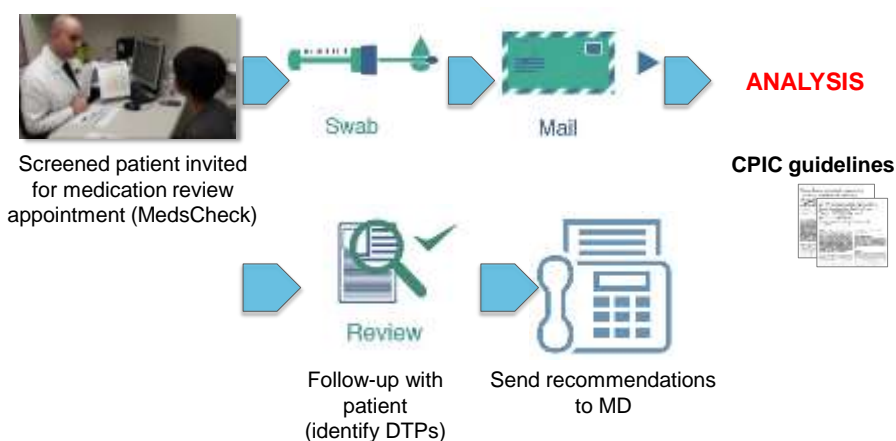 Swab
Mail
ANALYSIS
Screened patient invited
for medication review
appointment (MedsCheck)
CPIC guidelines
Review
Follow-up with
patient
(identify DTPs)
Send recommendations
to MD